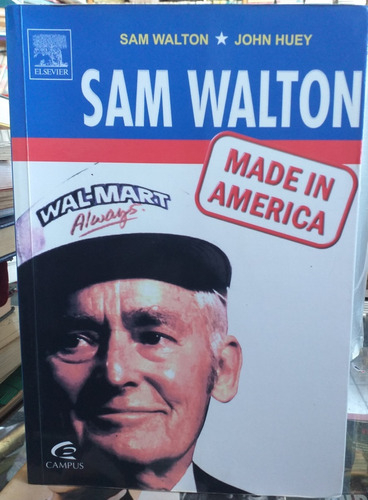 SAM WALTON ★ JOHN HUEY
ELSEVIER
SAM WALTON
MADE IN
AMERICA
WAL-MART
Always
CAMPUS